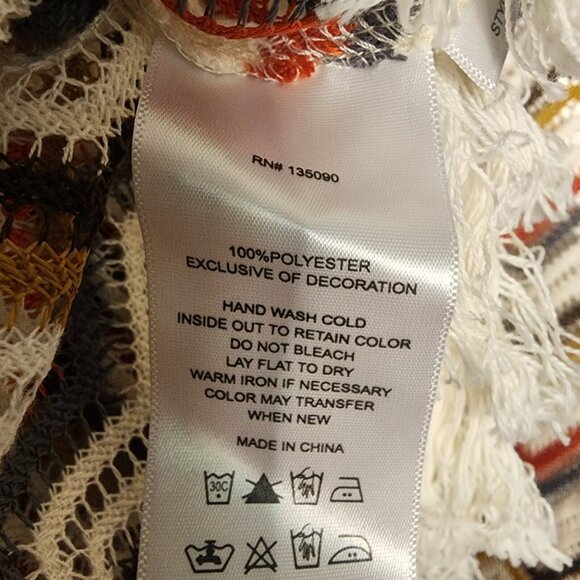 STY
RN# 135090
100%POLYESTER
EXCLUSIVE OF DECORATION
HAND WASH COLD
INSIDE OUT TO RETAIN COLOR
DO NOT BLEACH
LAY FLAT TO DRY
WARM IRON IF NECESSARY
COLOR MAY TRANSFER
WHEN NEW
MADE IN CHINA
30C